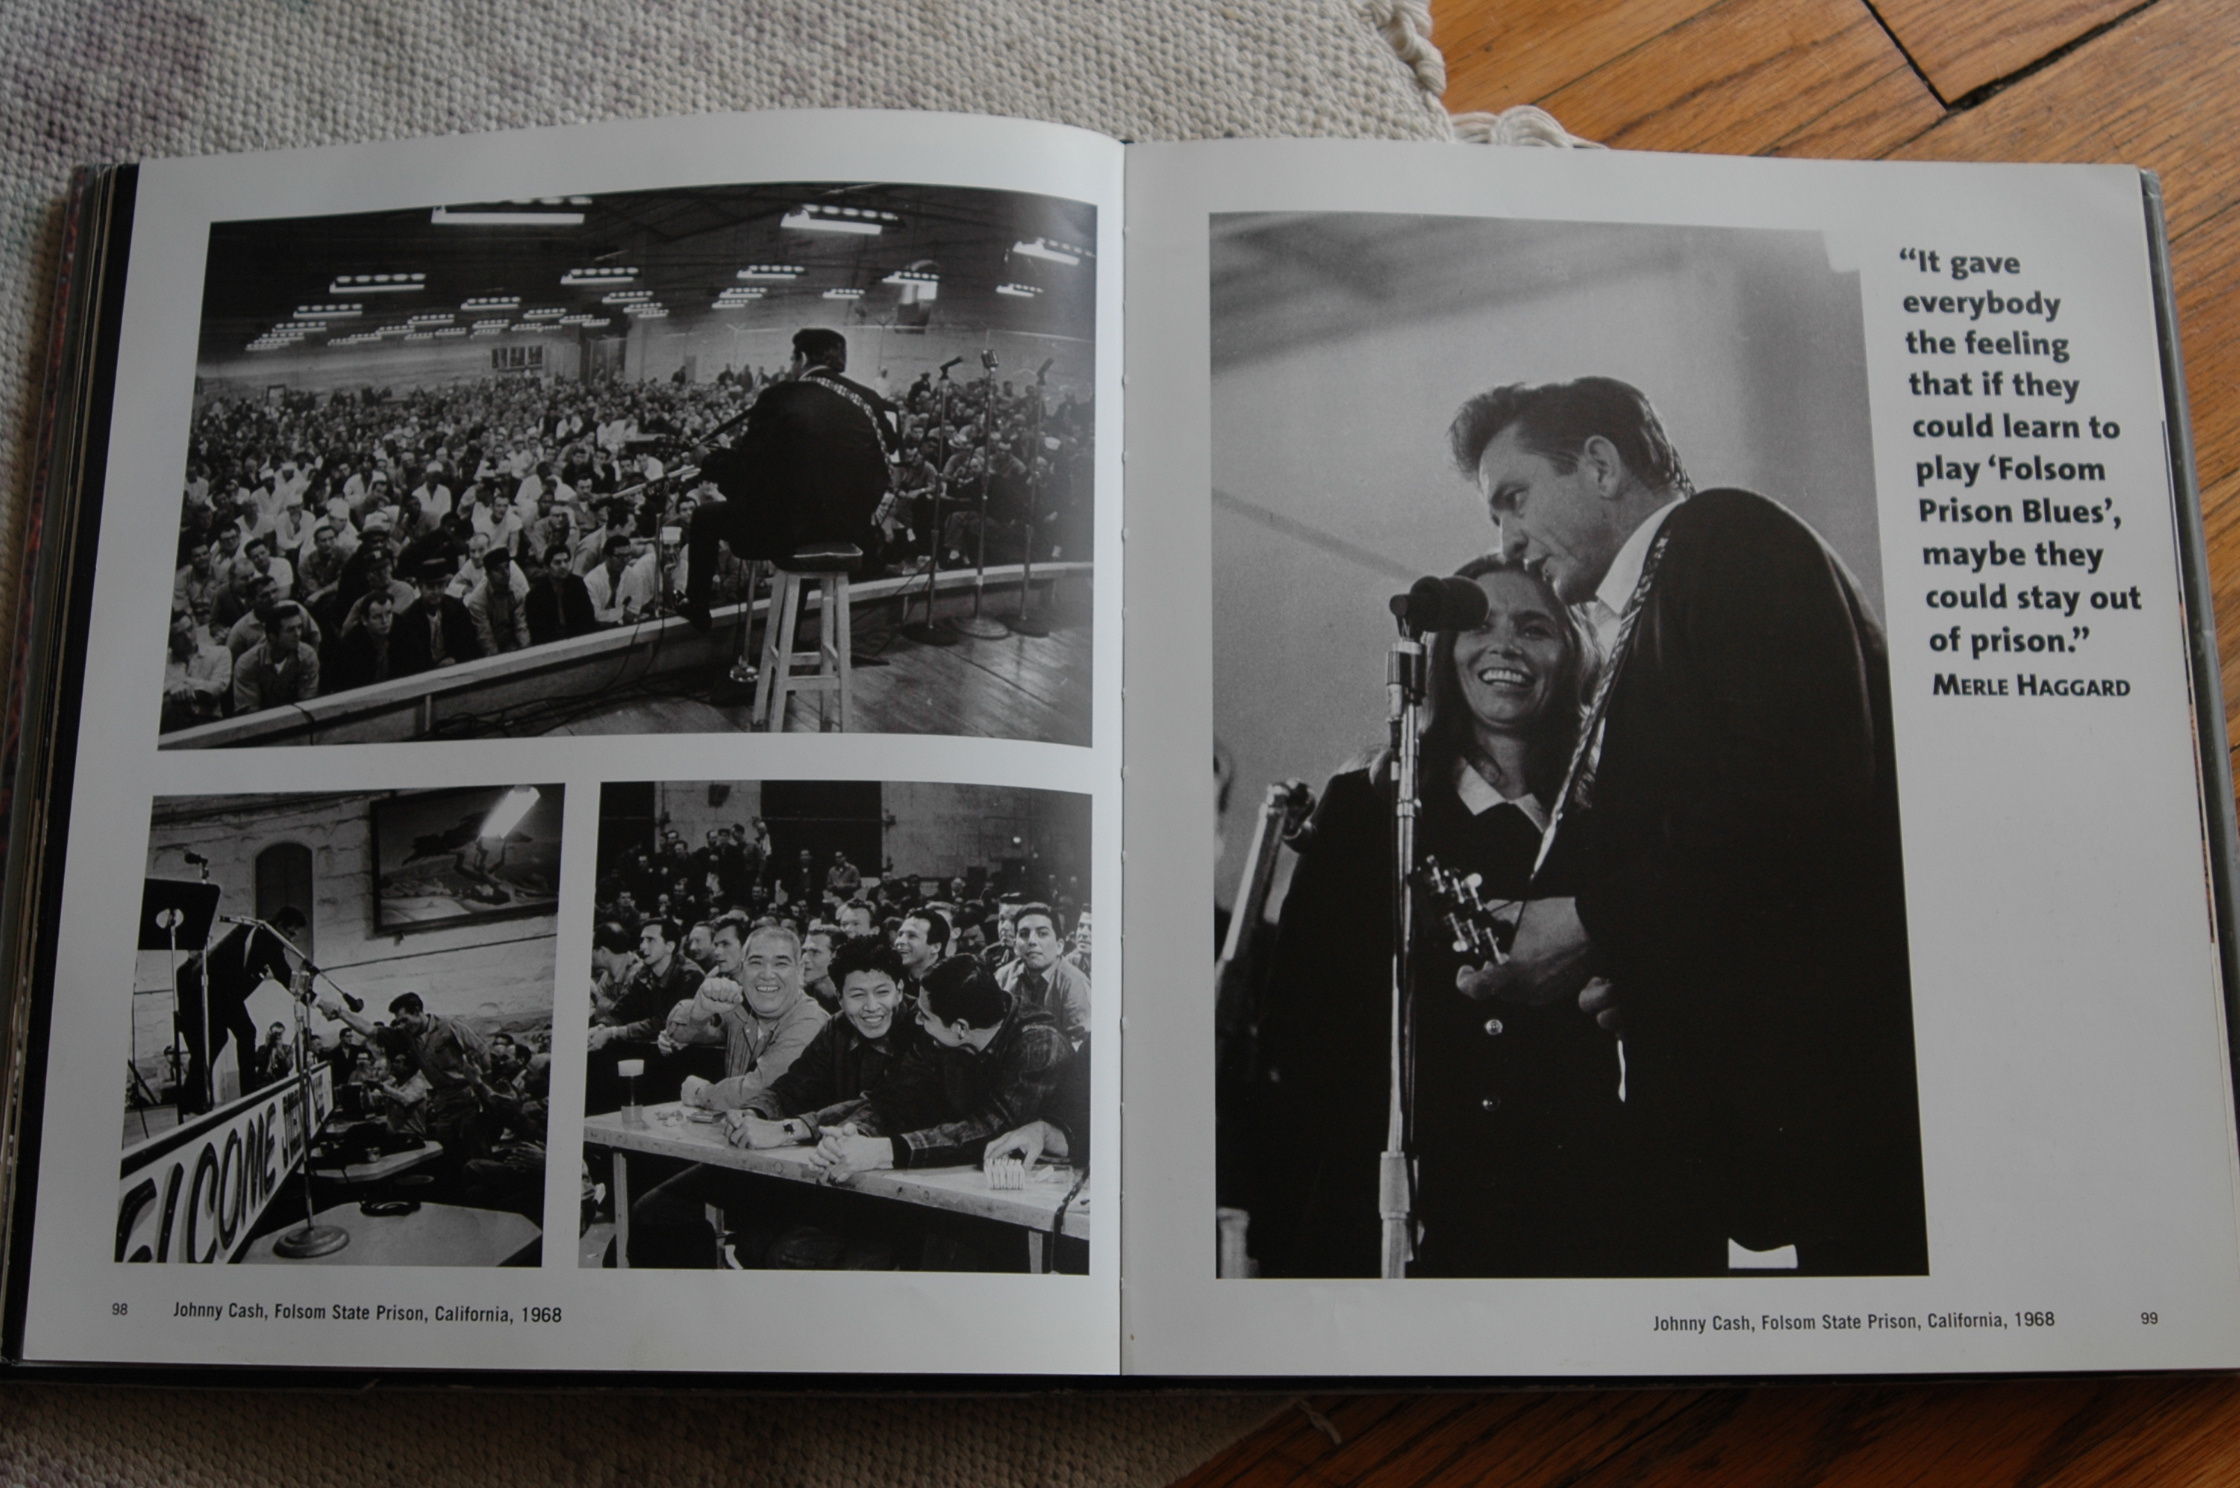 ELCOME
98
Johnny Cash, Folsom State Prison, California, 1968
“It gave
everybody
the feeling
that if they
could learn to
play ‘Folsom
Prison Blues’,
maybe they
could stay out
of prison.”
MERLE HAGGARD
Johnny Cash, Folsom State Prison, California, 1968
99